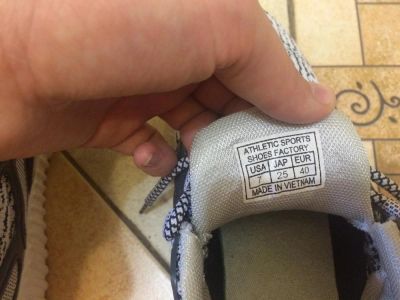 ATHLETIC SPORTS
SHOES FACTORY
USA JAP EUR
7 25 40
MADE IN VIETNAM